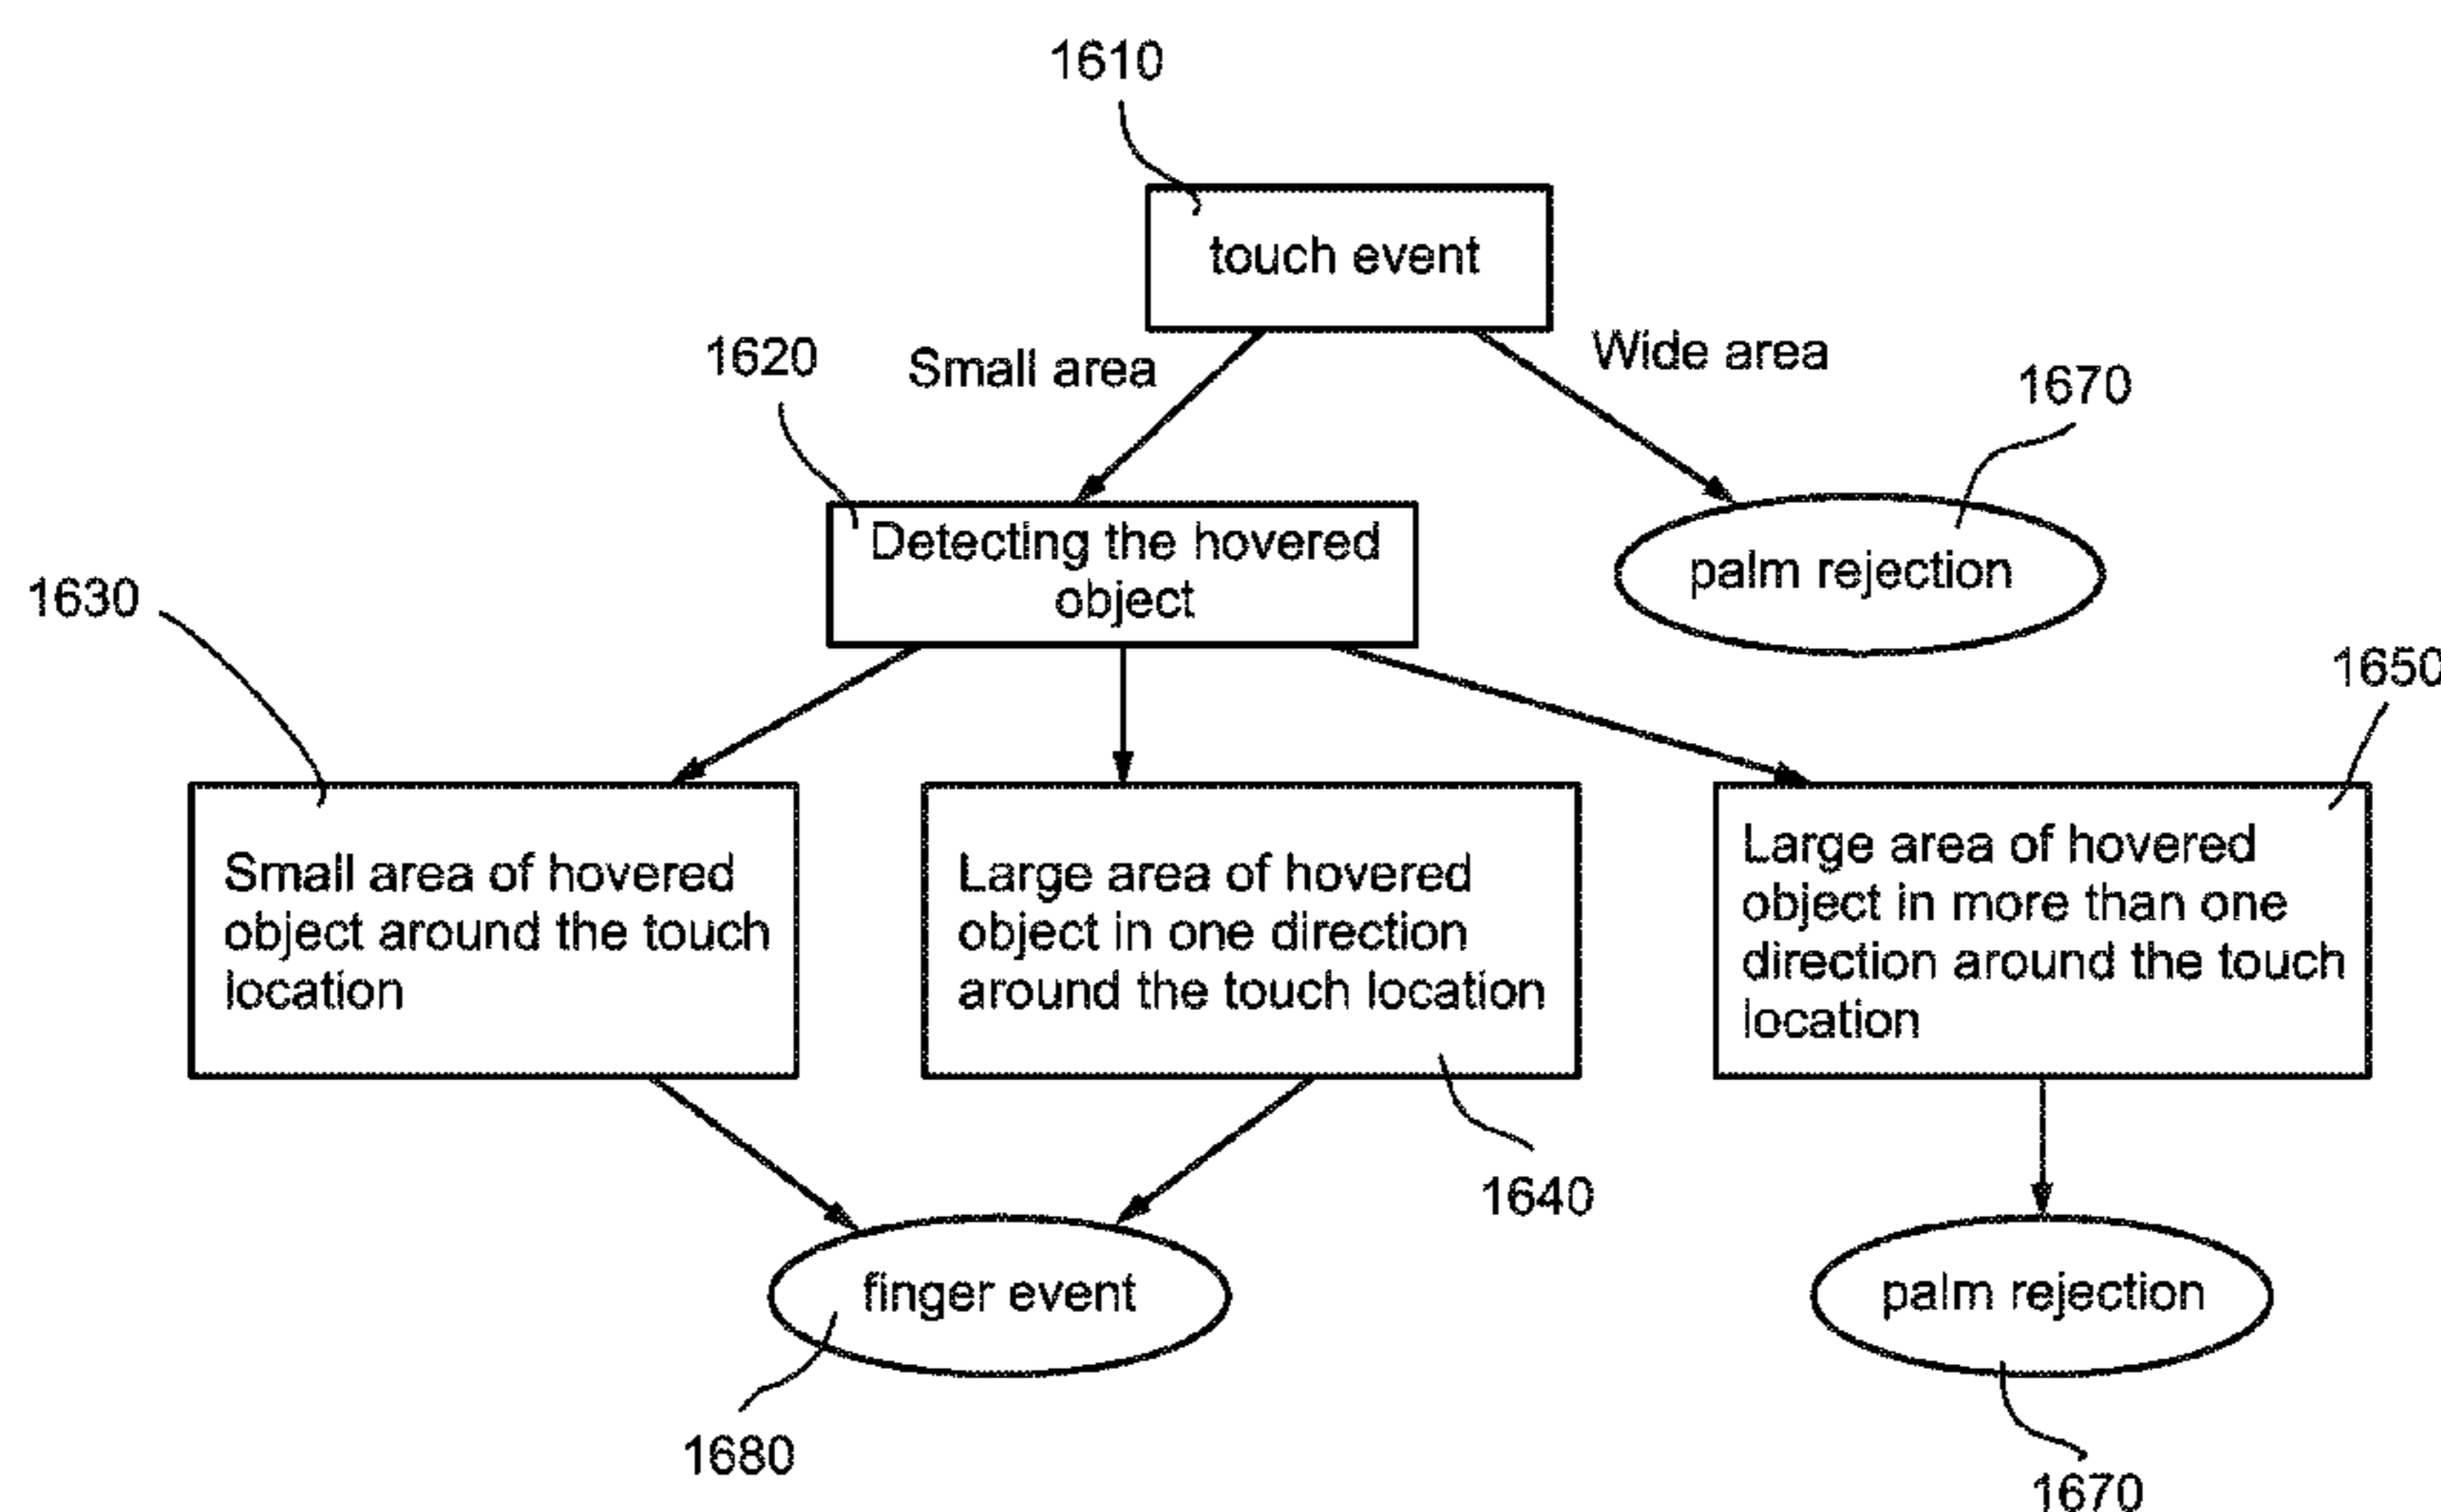 1610
touch event
1620
Small area
Wide area
1670
Detecting the hovered
object
palm rejection
1630
1650
Small area of hovered
object around the touch
location
Large area of hovered
object in one direction
around the touch location
Large area of hovered
object in more than one
direction around the touch
location
1640
finger event
palm rejection
1680
1670